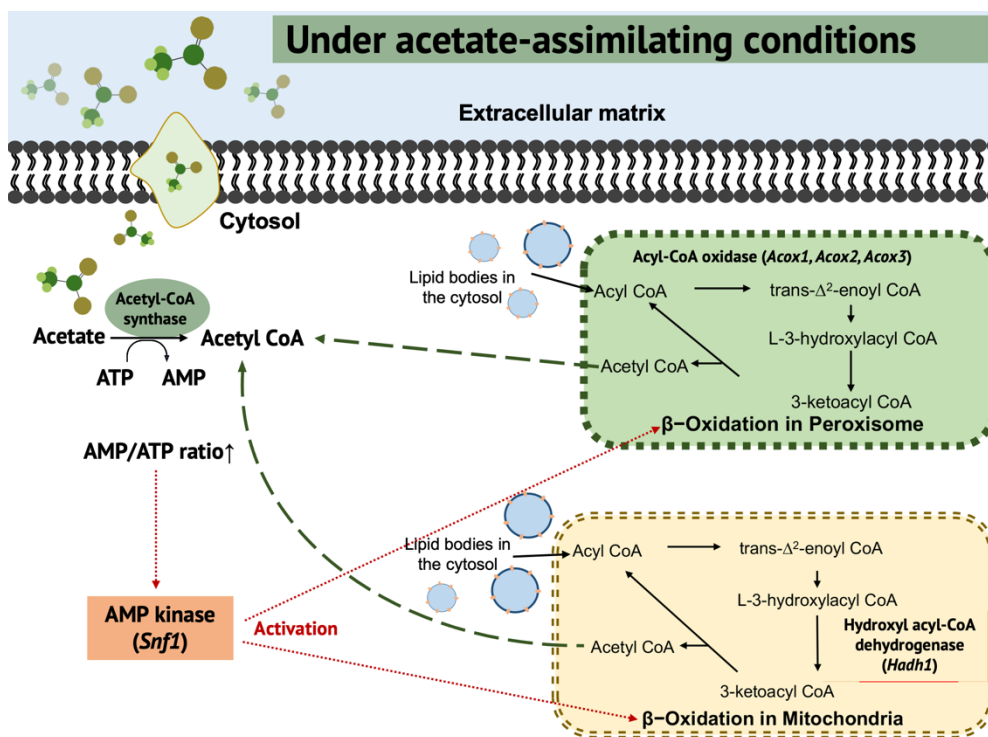 Under acetate-assimilating conditions
Extracellular matrix
Cytosol
Acetyl-CoA
synthase
Acetate
Acetyl CoA
ATP
AMP
AMP/ATP ratio↑
AMP kinase
(Snf1)
Activation
Lipid bodies in
the cytosol
Acyl-CoA oxidase (Acox1, Acox2, Acox3)
Acyl CoA
trans-Δ²-enoyl CoA
L-3-hydroxylacyl CoA
Acetyl CoA
3-ketoacyl CoA
β−Oxidation in Peroxisome
Lipid bodies in
the cytosol
Acyl CoA
trans-Δ²-enoyl CoA
L-3-hydroxylacyl CoA
Hydroxyl acyl-CoA
dehydrogenase
(Hadh1)
Acetyl CoA
3-ketoacyl CoA
β−Oxidation in Mitochondria